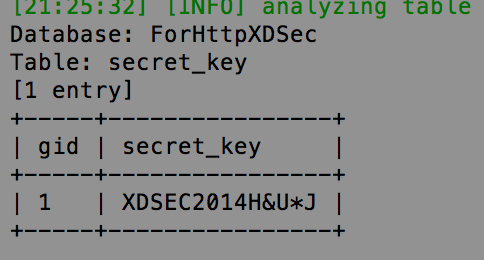 [21:25:32] [INFO] analyzing table
Database: ForHttpXDSec
Table: secret_key
[1 entry]
+-----+----------------+
| gid | secret_key     |
+-----+----------------+
| 1   | XDSEC2014H&U*J |
+-----+----------------+